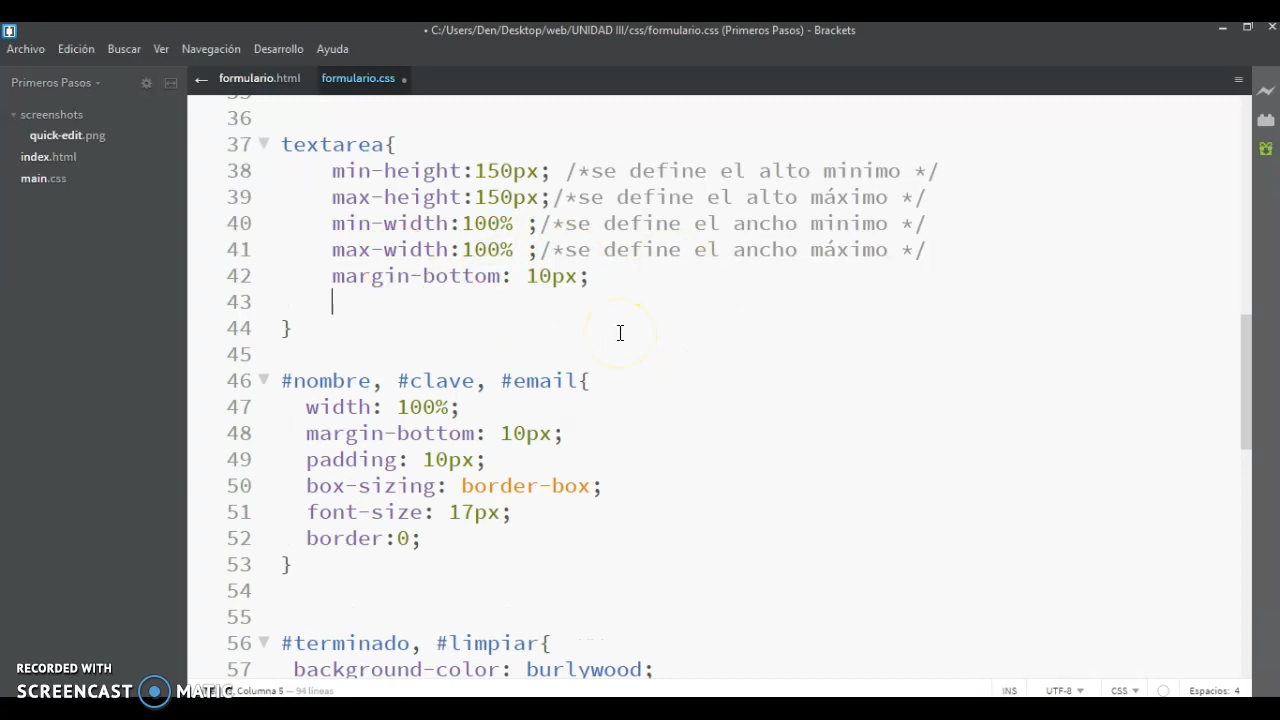 • C:/Users/Den/Desktop/web/UNIDAD III/css/formulario.css (Primeros Pasos) - Brackets
Archivo Edición Buscar Ver Navegación Desarrollo Ayuda
Primeros Pasos
formulario.html formulario.css
screenshots
quick-edit.png
index.html
main.css
36
37 textarea{
38 min-height:150px; /*se define el alto minimo */
39 max-height:150px;/*se define el alto máximo */
40 min-width:100% ;/*se define el ancho minimo */
41 max-width:100% ;/*se define el ancho máximo */
42 margin-bottom: 10px;
43
44 }
45
46 #nombre, #clave, #email{
47 width: 100%;
48 margin-bottom: 10px;
49 padding: 10px;
50 box-sizing: border-box;
51 font-size: 17px;
52 border:0;
53 }
54
55
56 #terminado, #limpiar{
57 background-color: burlywood;
RECORDED WITH
SCREENCAST MATIC
Columna 5 — 94 líneas INS UTF-8 CSS Espacios: 4